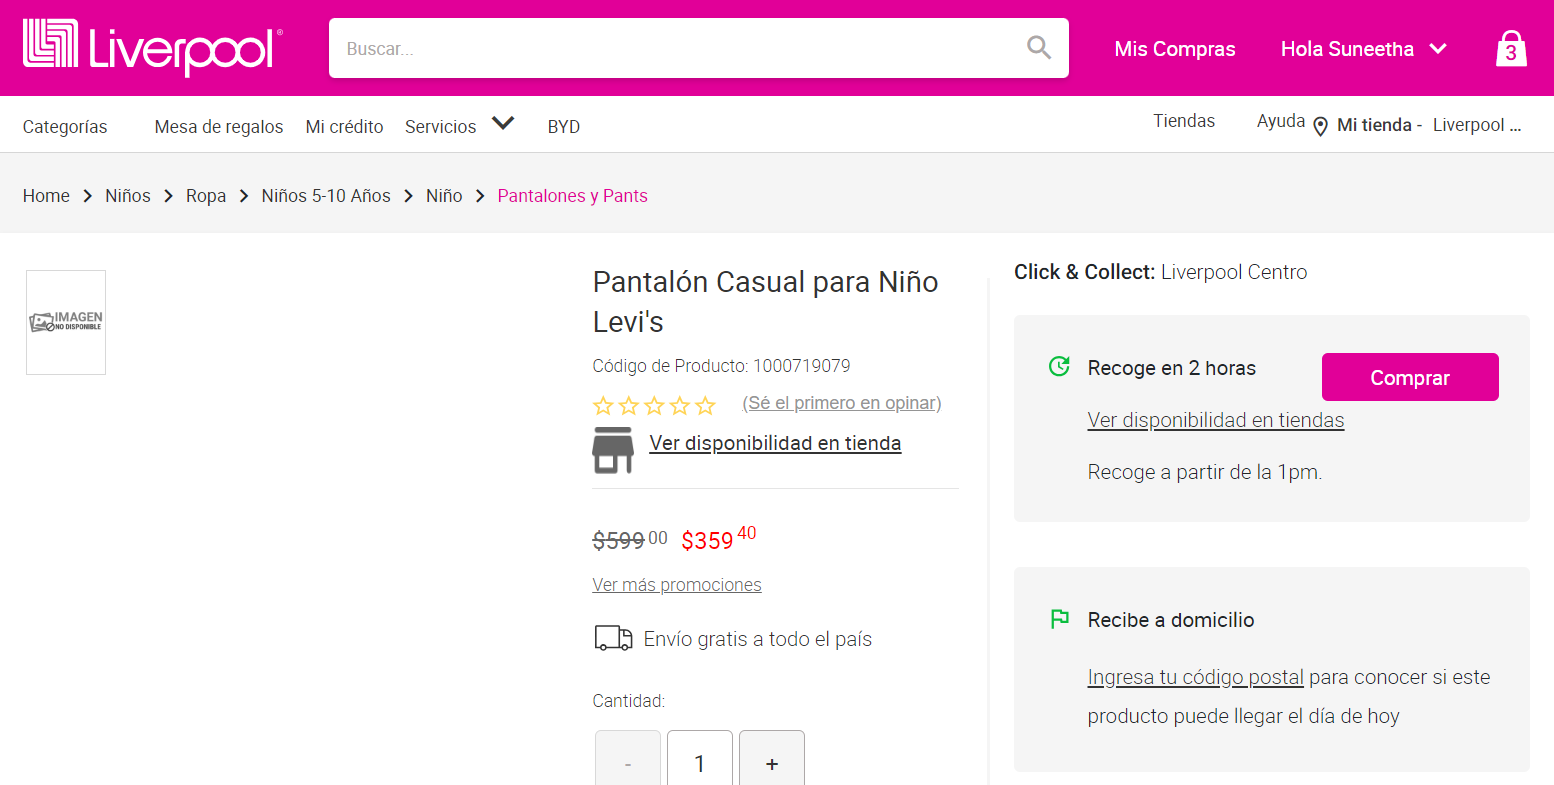 Liverpool®
Buscar...
Mis Compras
Hola Suneetha
3
Categorías
Mesa de regalos
Mi crédito
Servicios
BYD
Tiendas
Ayuda
Mi tienda - Liverpool ...
Home > Niños > Ropa > Niños 5-10 Años > Niño > Pantalones y Pants
IMAGEN
NO DISPONIBLE
Pantalón Casual para Niño
Levi's
Código de Producto: 1000719079
(Sé el primero en opinar)
Ver disponibilidad en tienda
$599 00 $359 40
Ver más promociones
Envío gratis a todo el país
Cantidad:
- 1 +
Click & Collect: Liverpool Centro
Recoge en 2 horas
Comprar
Ver disponibilidad en tiendas
Recoge a partir de la 1pm.
Recibe a domicilio
Ingresa tu código postal para conocer si este
producto puede llegar el día de hoy